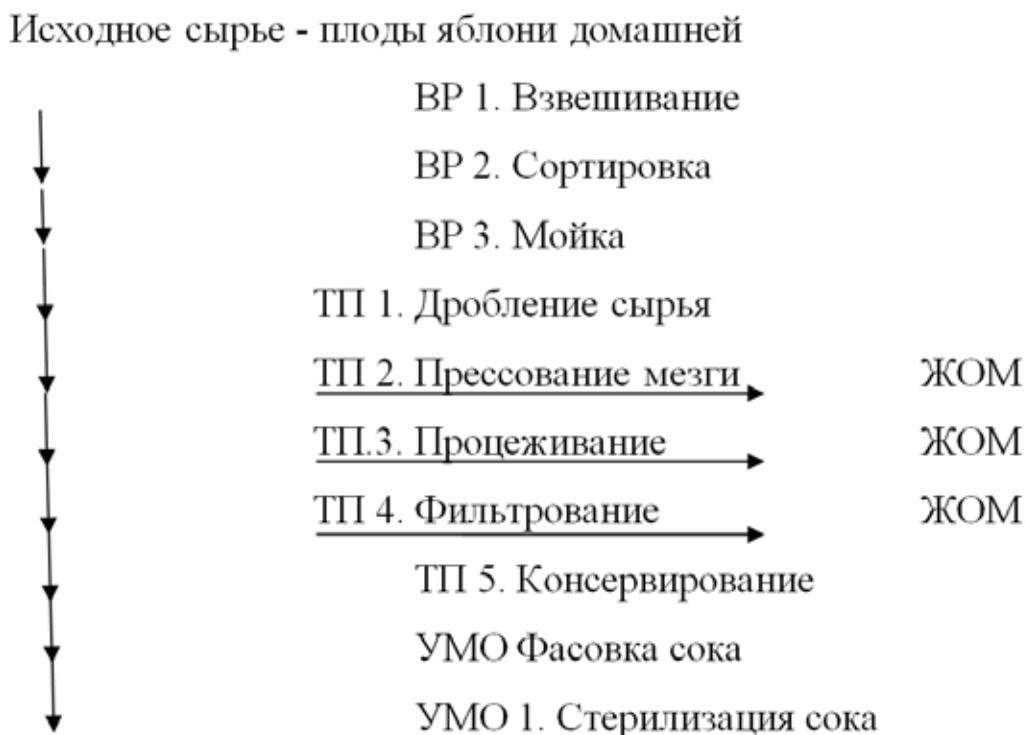 Исходное сырье - плоды яблони домашней
ВР 1. Взвешивание
ВР 2. Сортировка
ВР 3. Мойка
ТП 1. Дробление сырья
ТП 2. Прессование мезги ЖОМ
ТП.3. Процеживание ЖОМ
ТП 4. Фильтрование ЖОМ
ТП 5. Консервирование
УМО Фасовка сока
УМО 1. Стерилизация сока